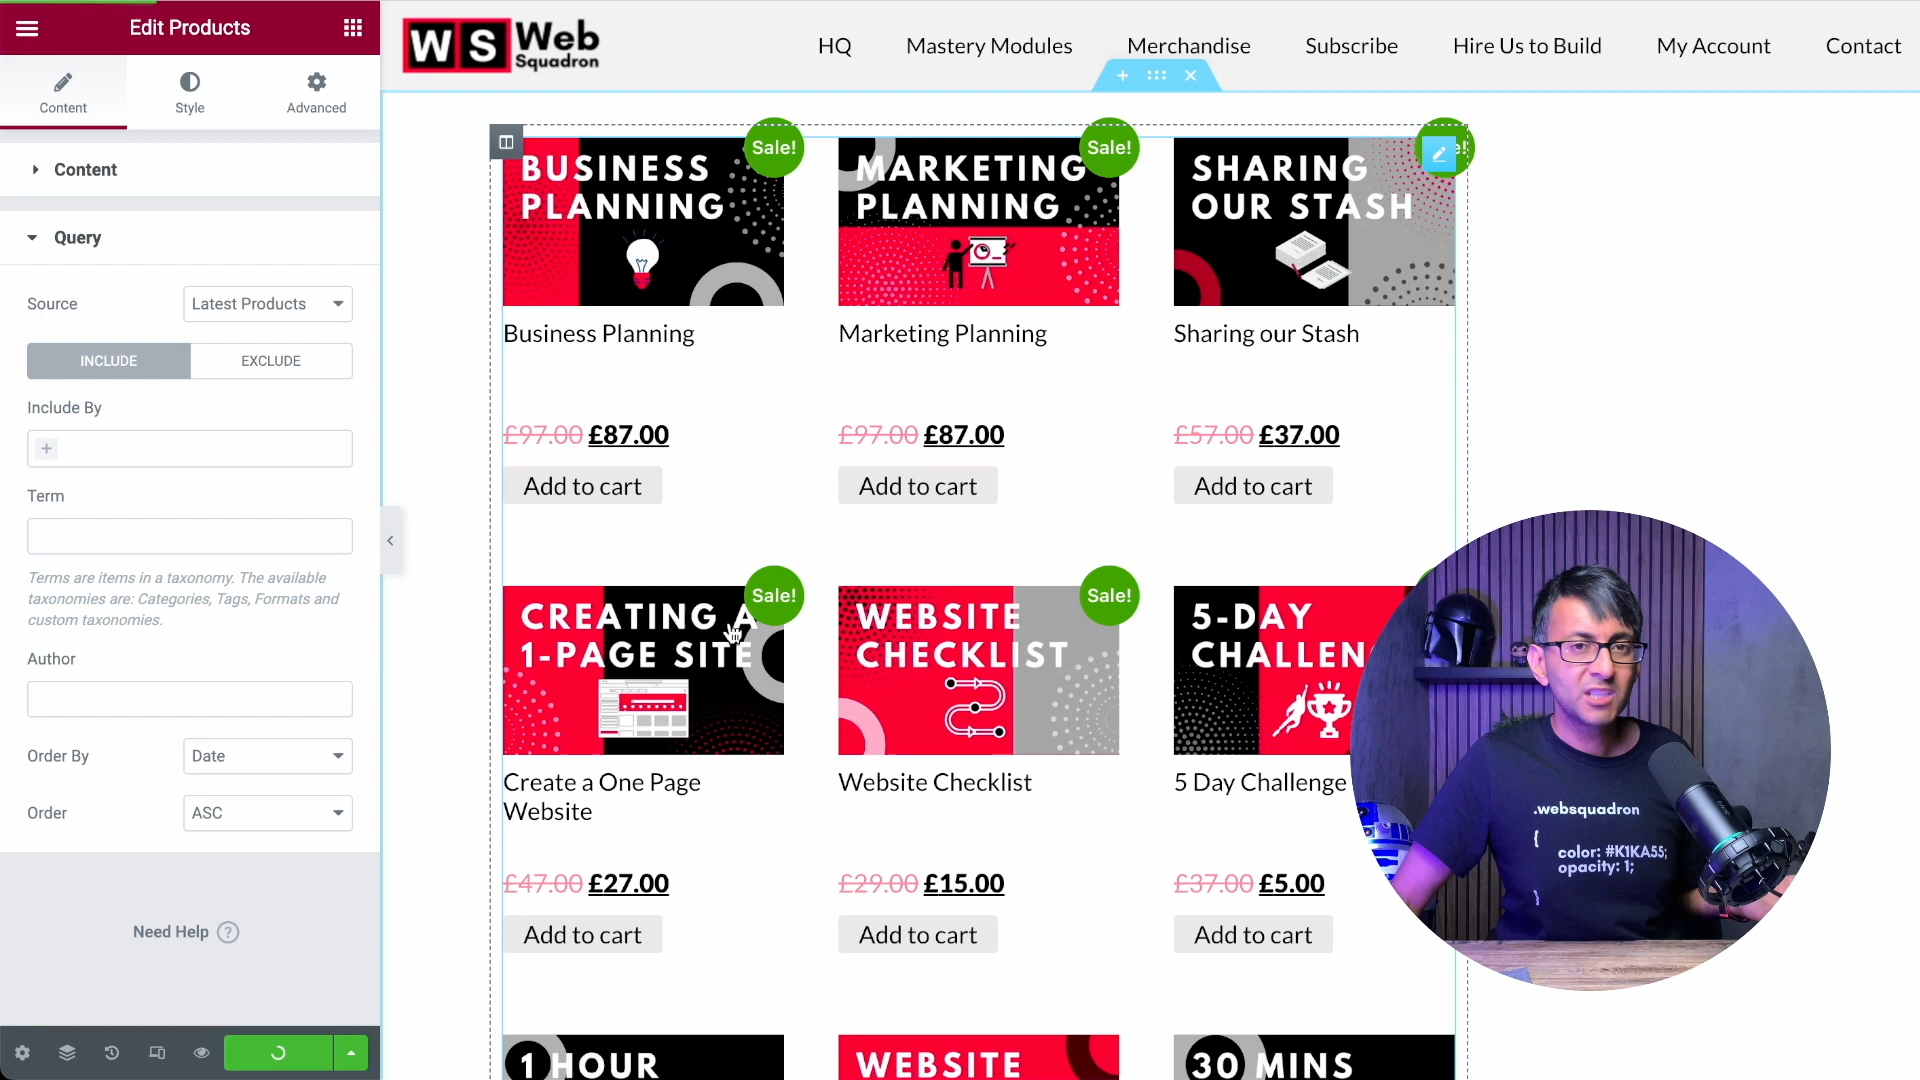 Edit Products
Content
Style
Advanced
Content
Query
Source
Latest Products
INCLUDE
EXCLUDE
Include By
Term
Terms are items in a taxonomy. The available
taxonomies are: Categories, Tags, Formats and
custom taxonomies.
Author
Order By
Date
Order
ASC
Need Help
?
WS Web
Squadron
HQ
Mastery Modules
Merchandise
Subscribe
Hire Us to Build
My Account
Contact
BUSINESS
PLANNING
Sale!
Business Planning
£97.00 £87.00
Add to cart
MARKETING
PLANNING
Sale!
Marketing Planning
£97.00 £87.00
Add to cart
SHARING
OUR STASH
Sharing our Stash
£57.00 £37.00
Add to cart
CREATING A
1-PAGE SITE
Sale!
Create a One Page
Website
£47.00 £27.00
Add to cart
WEBSITE
CHECKLIST
Sale!
Website Checklist
£29.00 £15.00
Add to cart
5-DAY
CHALLEN
5 Day Challenge
£37.00 £5.00
Add to cart
1 HOUR
WEBSITE
30 MINS
.websquadron
{
color: #K1KA55;
opacity: 1;
}